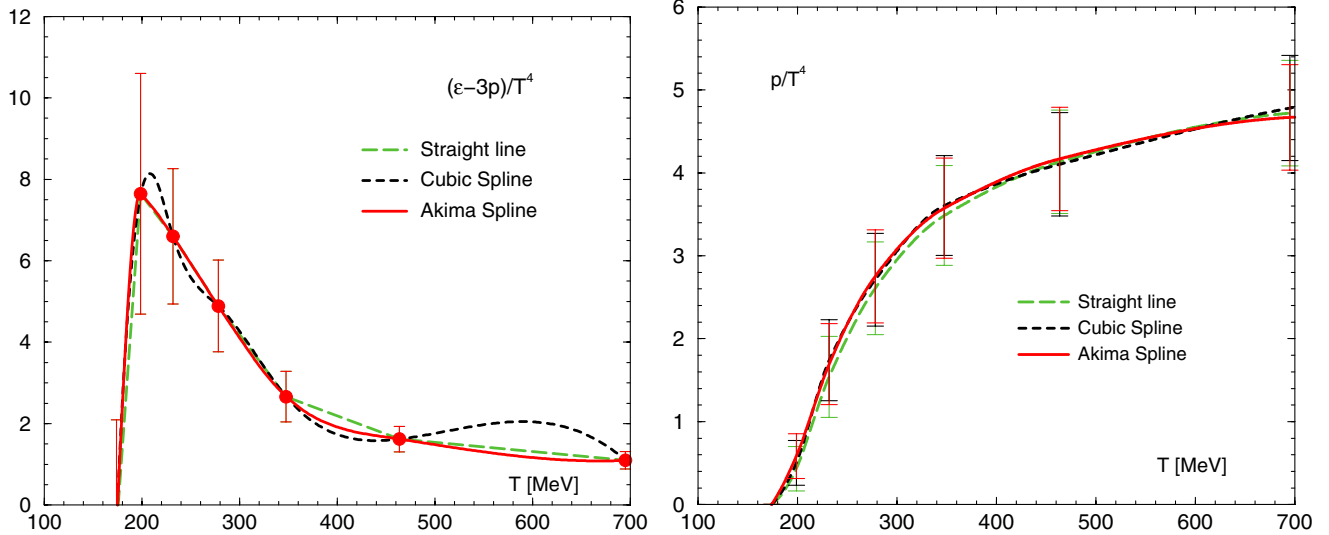 12
10
8
6
4
2
0
(ε−3p)/T⁴
Straight line
Cubic Spline
Akima Spline
T [MeV]
100 200 300 400 500 600 700
6
5
4
3
2
1
0
p/T⁴
Straight line
Cubic Spline
Akima Spline
T [MeV]
100 200 300 400 500 600 700